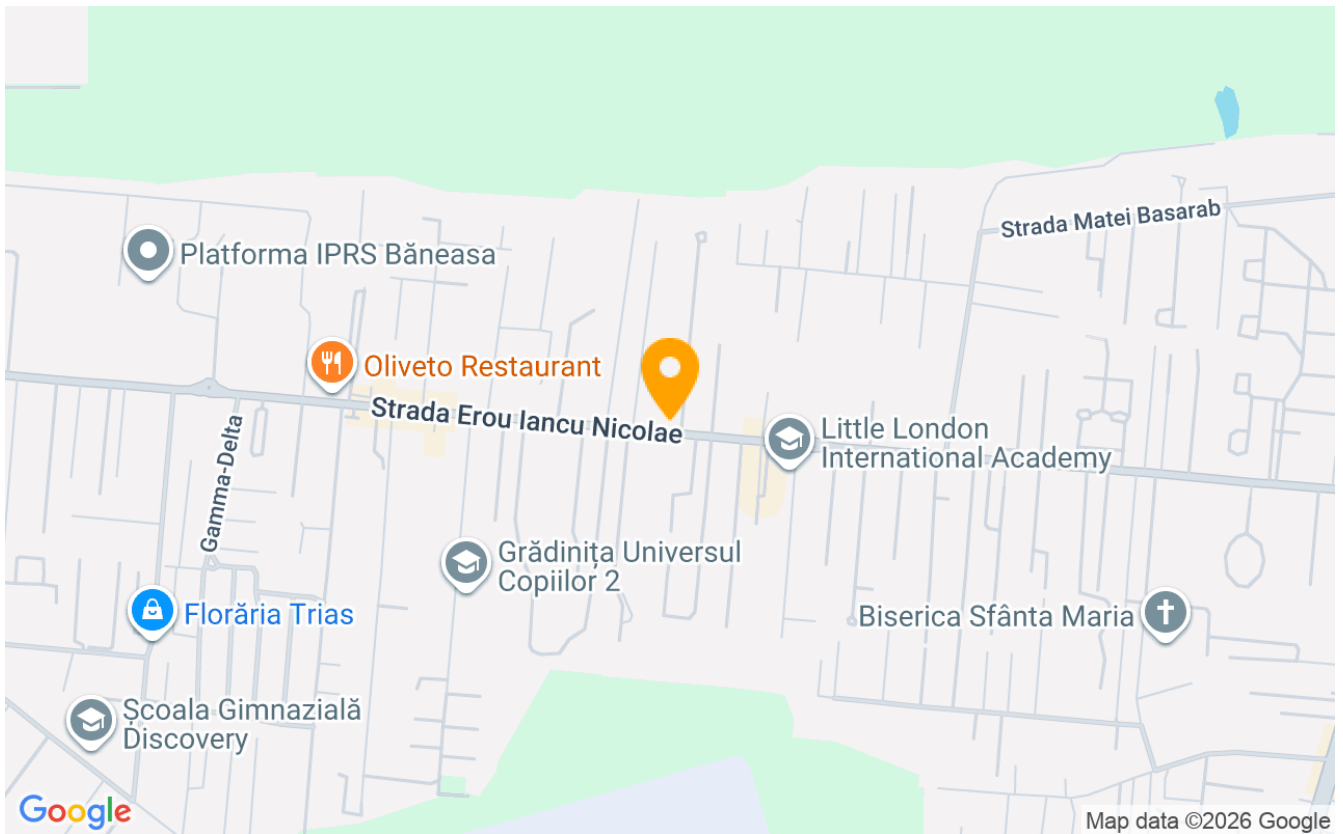 Strada Matei Basarab
Platforma IPRS Băneasa
Oliveto Restaurant
Strada Erou Iancu Nicolae
Little London
International Academy
Gamma-Delta
Grădinița Universul
Copiilor 2
Florăria Trias
Biserica Sfânta Maria
Școala Gimnazială
Discovery
Google
Map data ©2026 Google